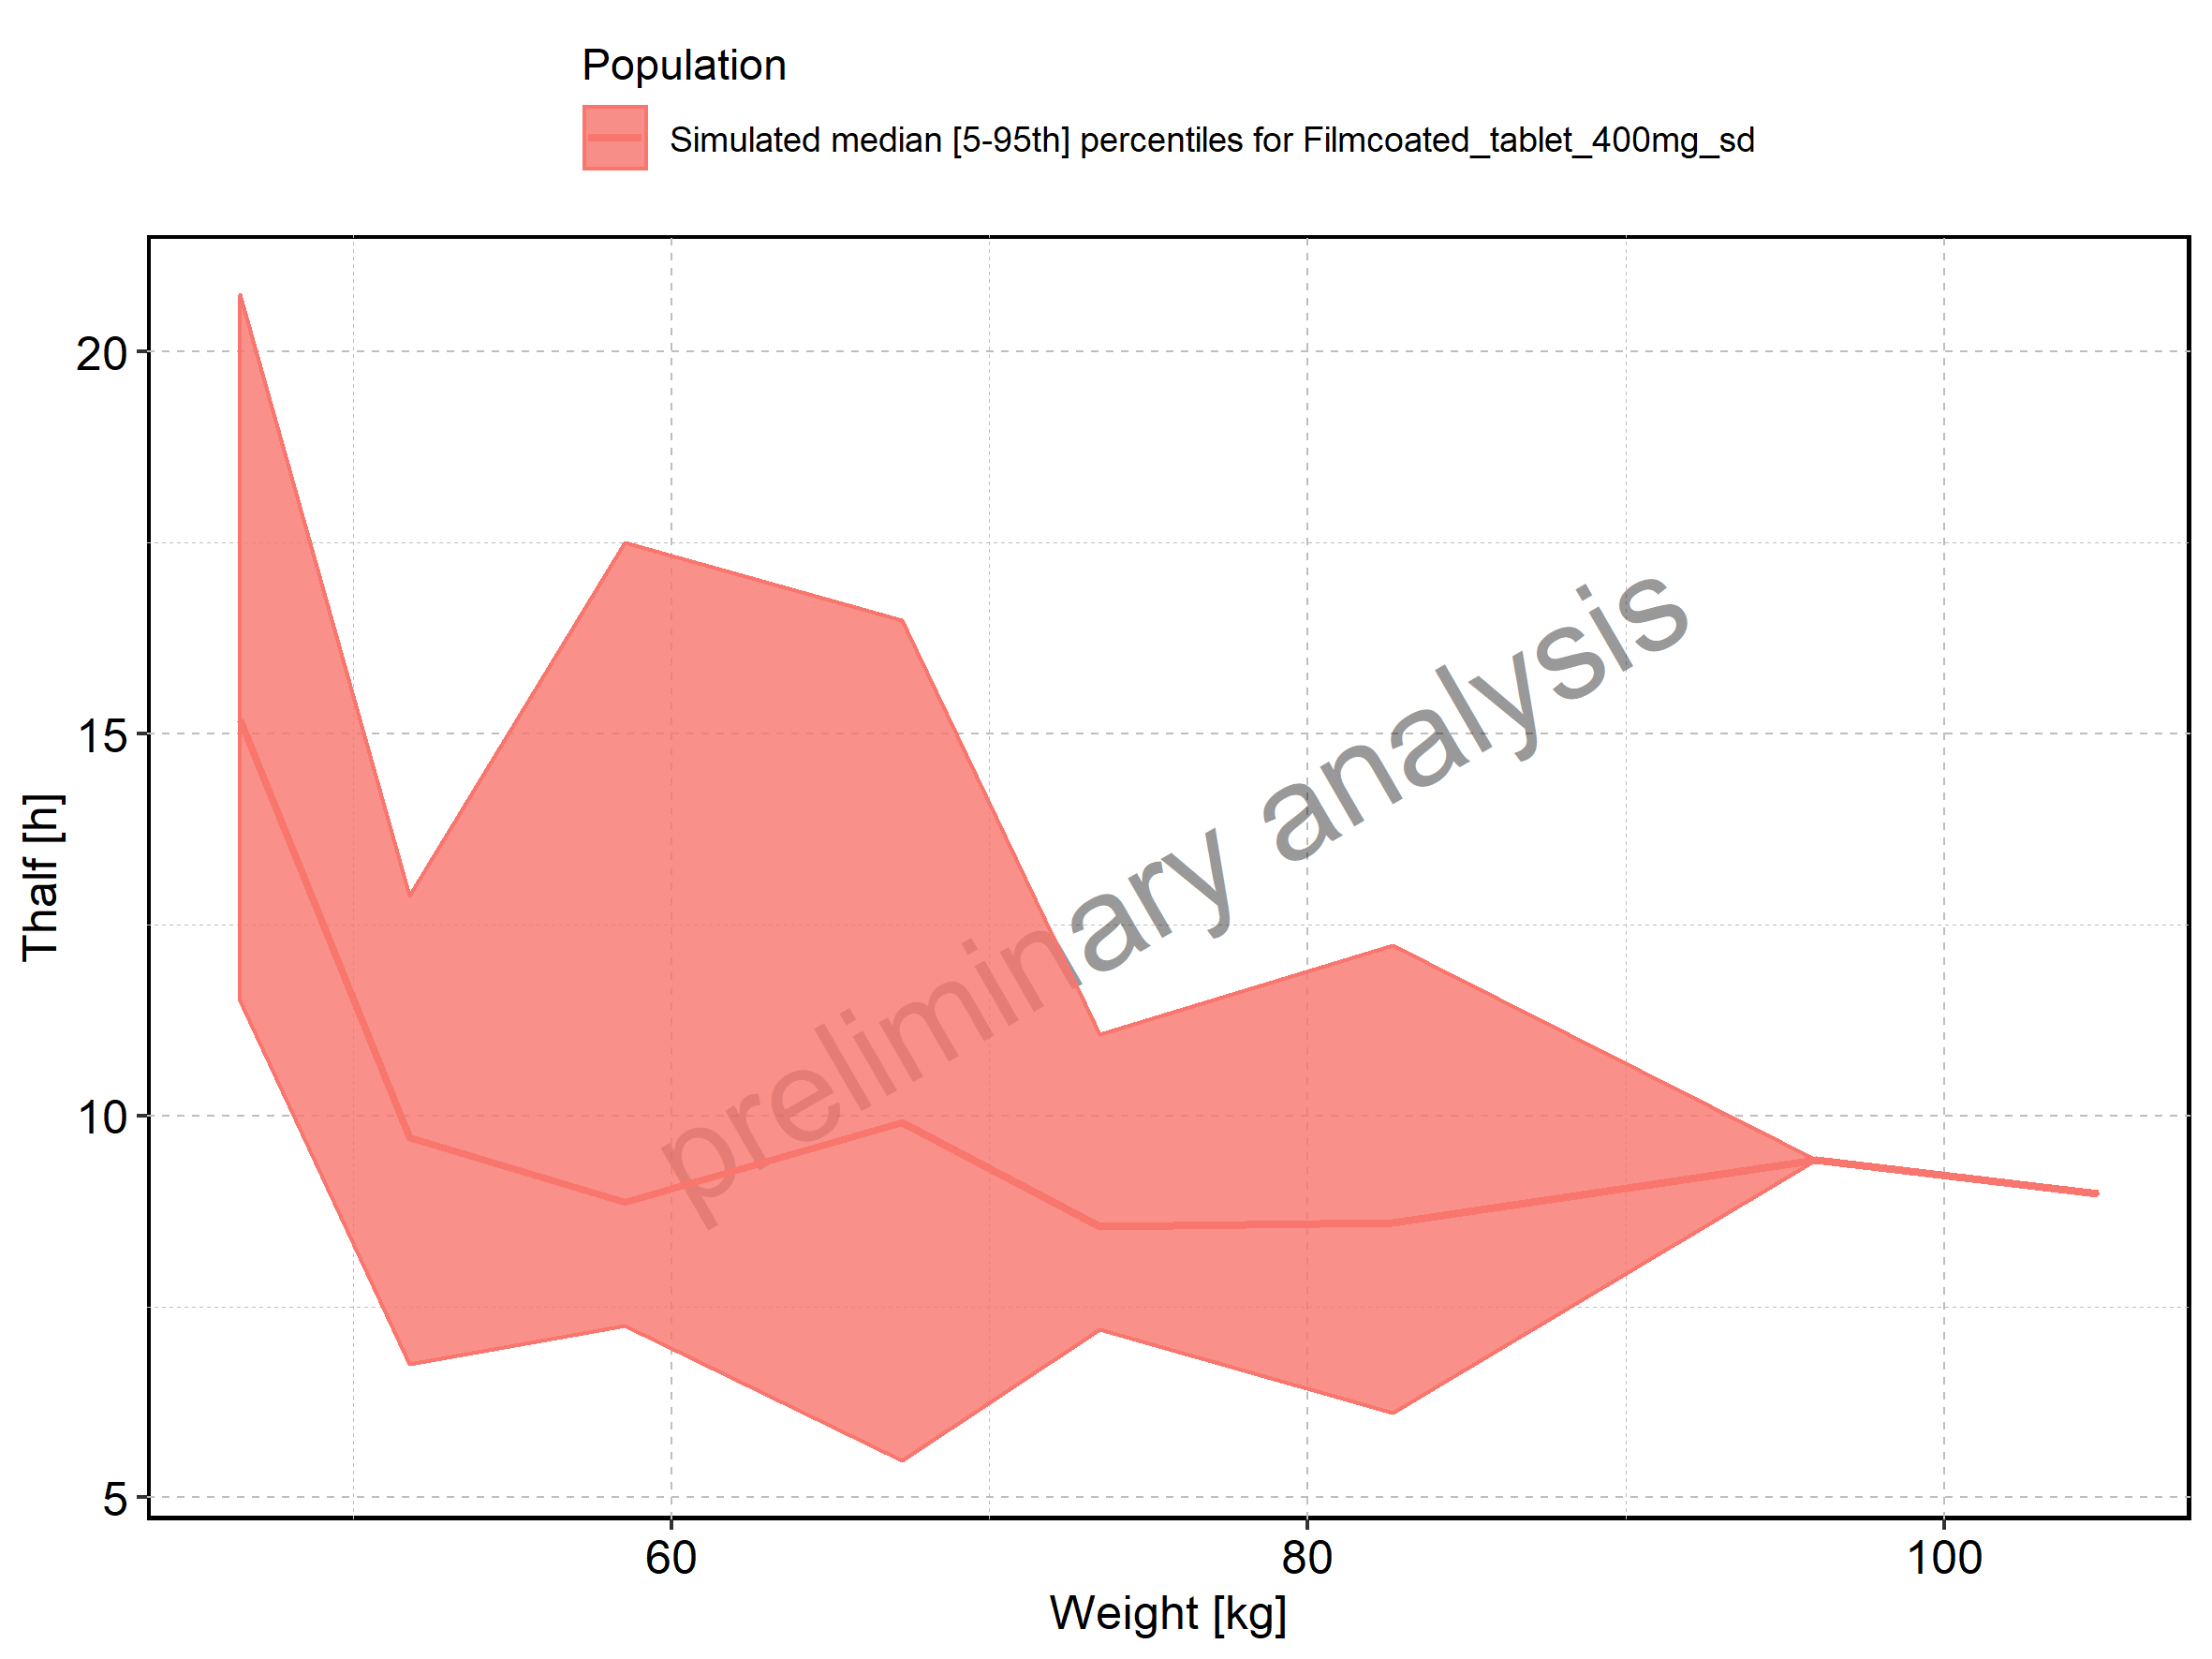 Population
Simulated median [5-95th] percentiles for Filmcoated_tablet_400mg_sd
20
15
10
5
Thalf [h]
preliminary analysis
60 80 100
Weight [kg]